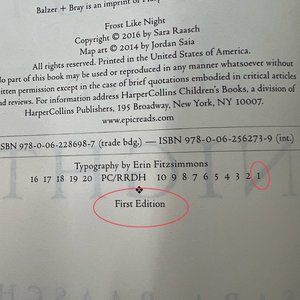 Balzer + Bray is an imprint of
Frost Like Night
Copyright © 2016 by Sara Raasch
Map art © 2014 by Jordan Saia
All rights reserved. Printed in the United States of America.
No part of this book may be used or reproduced in any manner whatsoever without
written permission except in the case of brief quotations embodied in critical articles
and reviews. For information address HarperCollins Children's Books, a division of
HarperCollins Publishers, 195 Broadway, New York, NY 10007.
www.epicreads.com
ISBN 978-0-06-228698-7 (trade bdg.) — ISBN 978-0-06-256273-9 (int.)
Typography by Erin Fitzsimmons
16 17 18 19 20 PC/RRDH 10 9 8 7 6 5 4 3 2 1
❖
First Edition